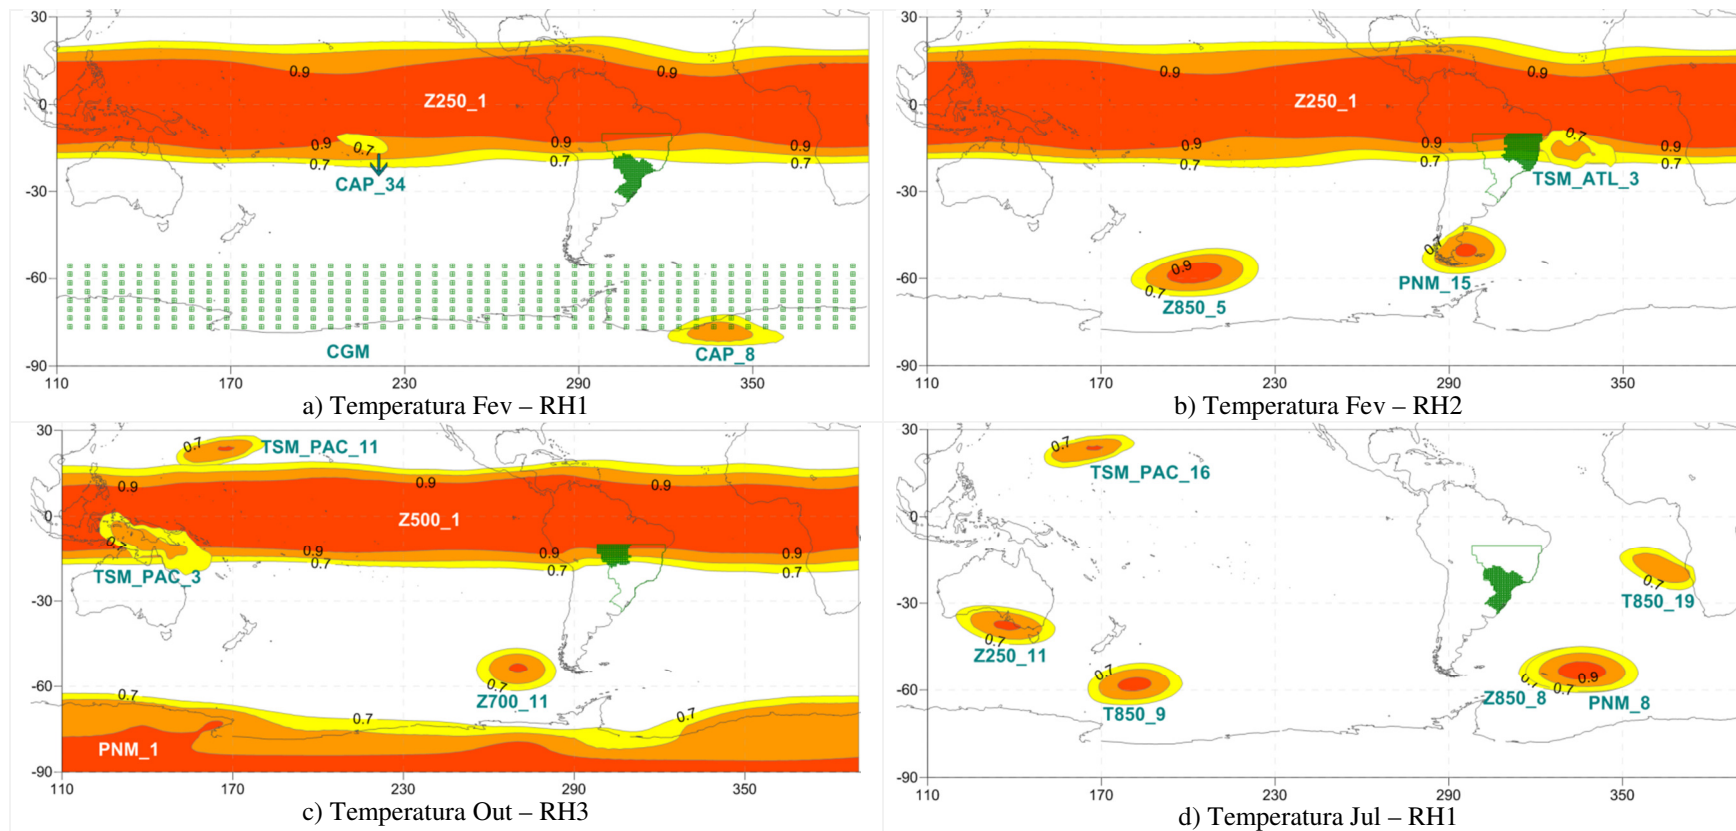 30
0
-30
-60
-90
110 170 230 290 350
0.9 0.9
Z250_1
0.9 0.7 0.9 0.9
0.7 0.7 0.7
CAP_34
CGM
CAP_8
a) Temperatura Fev – RH1
30
0
-30
-60
-90
110 170 230 290 350
0.9 0.9
Z250_1
0.9 0.9 0.7 0.9
0.7 0.7 0.7
TSM_ATL_3
0.7
0.9
0.7
Z850_5
PNM_15
b) Temperatura Fev – RH2
30
0
-30
-60
-90
110 170 230 290 350
0.7 TSM_PAC_11
0.9 0.9 0.9
Z500_1
0.7 0.9 0.9 0.9
0.7 0.7 0.7
TSM_PAC_3
0.7
Z700_11
0.7 0.7 0.7
PNM_1
c) Temperatura Out – RH3
30
0
-30
-60
-90
110 170 230 290 350
0.7
TSM_PAC_16
0.7
T850_19
0.7
Z250_11
0.7
T850_9
0.7 0.7 0.9
Z850_8 PNM_8
d) Temperatura Jul – RH1